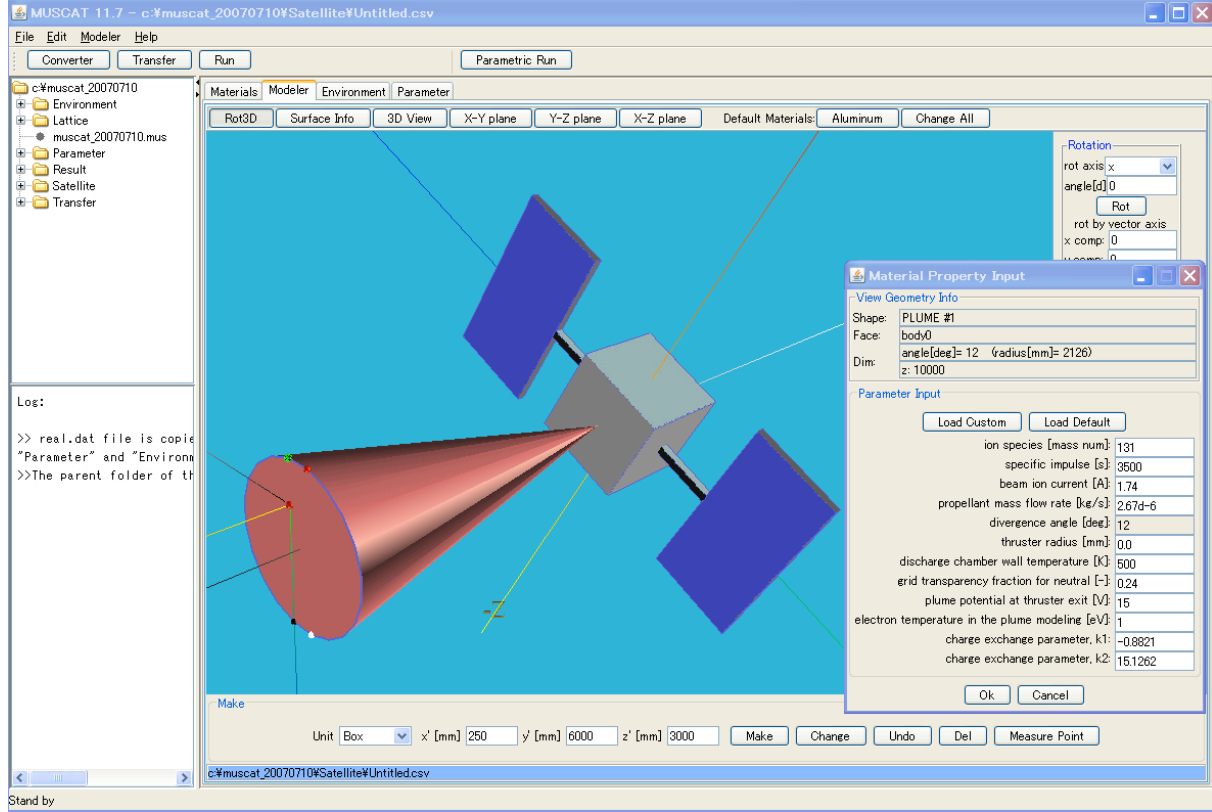 MUSCAT 11.7 - c:¥muscat_20070710¥Satellite¥Untitled.csv
File Edit Modeler Help
Converter Transfer Run Parametric Run
c:¥muscat_20070710
Environment
Lattice
muscat_20070710.mus
Parameter
Result
Satellite
Transfer
Log:
>> real.dat file is copie
"Parameter" and "Environm
>>The parent folder of th
Materials Modeler Environment Parameter
Rot3D Surface Info 3D View X-Y plane Y-Z plane X-Z plane Default Materials: Aluminum Change All
Rotation
rot axis x
angle[d] 0
Rot
rot by vector axis
x comp: 0
y comp: 0
-Z
Material Property Input
View Geometry Info
Shape: PLUME #1
Face: body0
Dim: angle[deg]= 12 (radius[mm]= 2126)
z: 10000
Parameter Input
Load Custom Load Default
ion species [mass num]: 131
specific impulse [s]: 3500
beam ion current [A]: 1.74
propellant mass flow rate [kg/s]: 2.67d-6
divergence angle [deg]: 12
thruster radius [mm]: 0.0
discharge chamber wall temperature [K]: 500
grid transparency fraction for neutral [-]: 0.24
plume potential at thruster exit [V]: 15
electron temperature in the plume modeling [eV]: 1
charge exchange parameter, k1: -0.8821
charge exchange parameter, k2: 15.1262
Ok Cancel
Make
Unit Box x' [mm] 250 y' [mm] 6000 z' [mm] 3000 Make Change Undo Del Measure Point
c:¥muscat_20070710¥Satellite¥Untitled.csv
Stand by